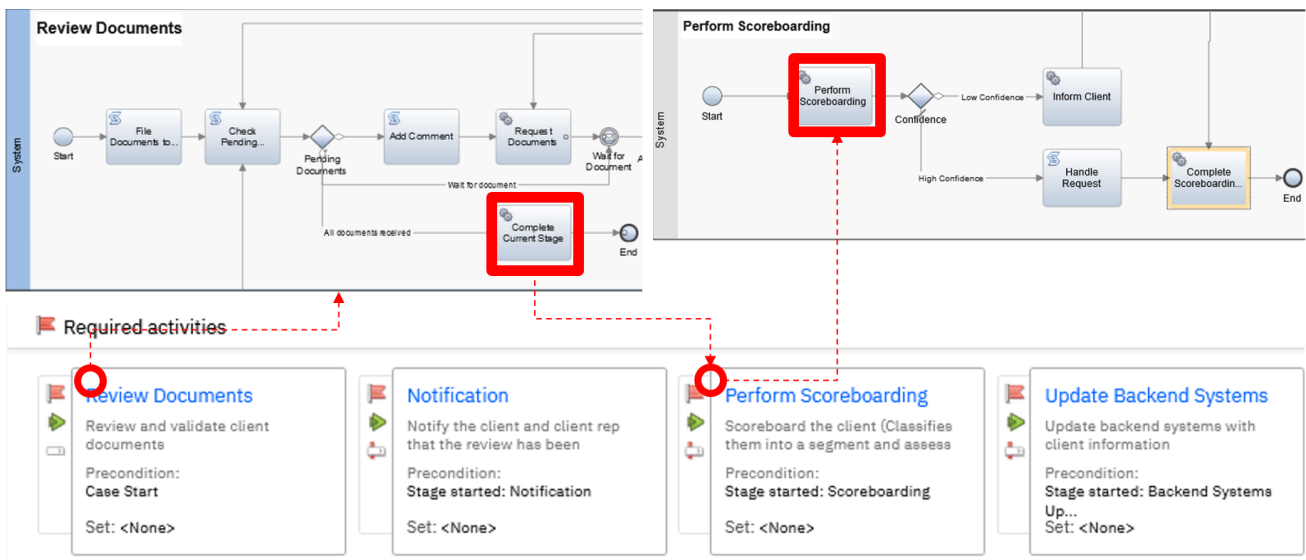 Review Documents
System
Start
File
Documents to...
Check
Pending...
Pending
Documents
Add Comment
Request
Documents
Wait for
Document
Wait for document
All documents received
Complete
Current Stage
End
Perform Scoreboarding
System
Start
Perform
Scoreboarding
Confidence
Low Confidence
Inform Client
High Confidence
Handle
Request
Complete
Scoreboardin...
End
Required activities
Review Documents
Review and validate client
documents
Precondition:
Case Start
Set: <None>
Notification
Notify the client and client rep
that the review has been
Precondition:
Stage started: Notification
Set: <None>
Perform Scoreboarding
Scoreboard the client (Classifies
them into a segment and assess
Precondition:
Stage started: Scoreboarding
Set: <None>
Update Backend Systems
Update backend systems with
client information
Precondition:
Stage started: Backend Systems
Up...
Set: <None>